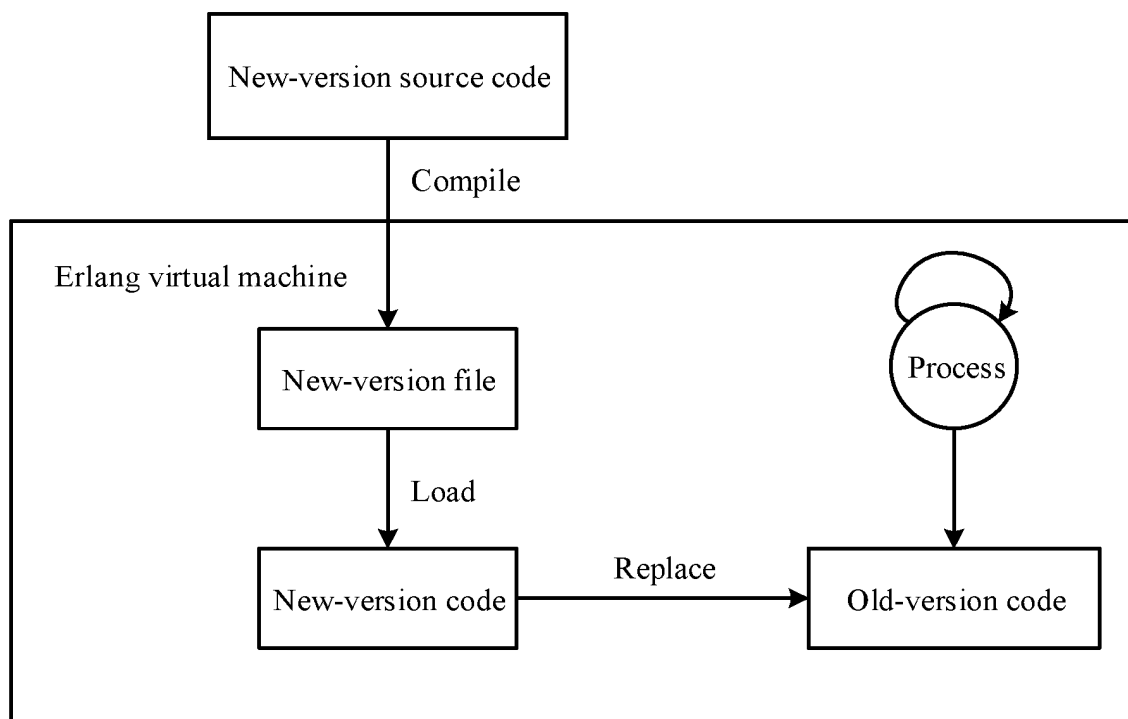 New-version source code
Compile
Erlang virtual machine
New-version file
Process
Load
Replace
New-version code
Old-version code